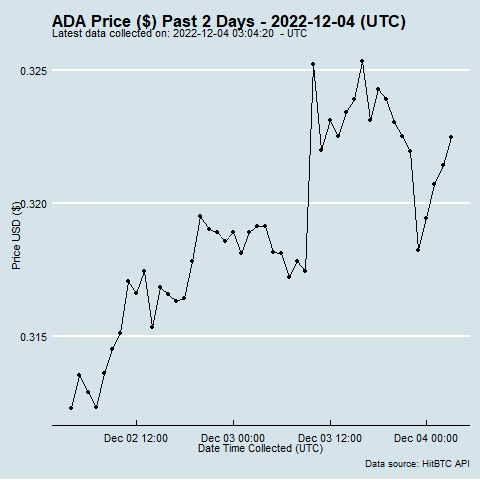 ADA Price ($) Past 2 Days - 2022-12-04 (UTC)
Latest data collected on: 2022-12-04 03:04:20 - UTC
0.325
0.320
0.315
Price USD ($)
Dec 02 12:00 Dec 03 00:00 Dec 03 12:00 Dec 04 00:00
Date Time Collected (UTC)
Data source: HitBTC API